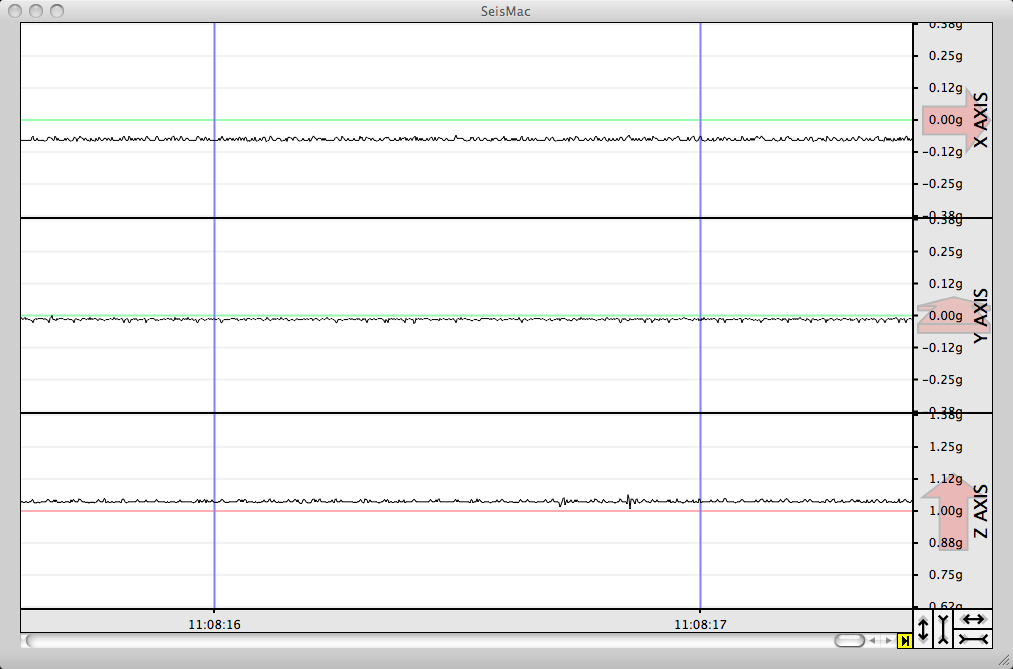 SeisMac
0.38g
0.25g
0.12g
0.00g
-0.12g
-0.25g
-0.38g
X AXIS
0.38g
0.25g
0.12g
0.00g
-0.12g
-0.25g
-0.38g
Y AXIS
1.38g
1.25g
1.12g
1.00g
0.88g
0.75g
0.62g
Z AXIS
11:08:16 11:08:17